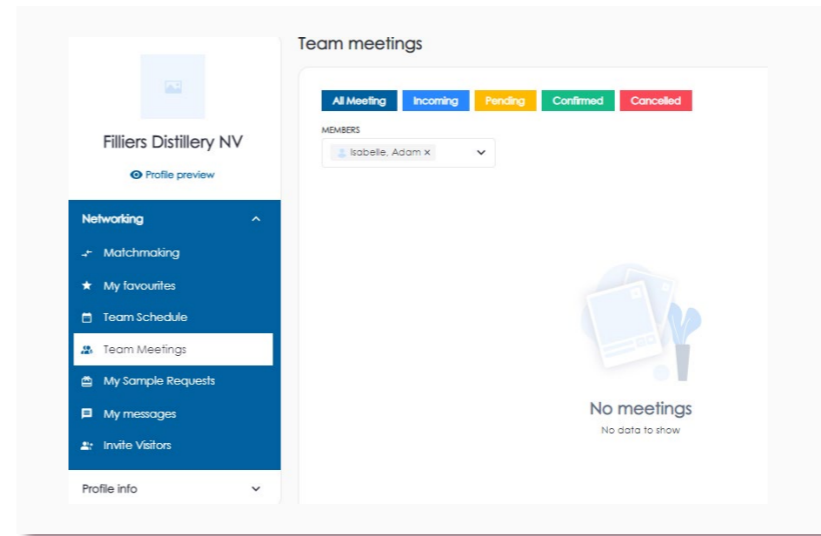 Team meetings
Filliers Distillery NV
Profile preview
Networking
Matchmaking
My favourites
Team Schedule
Team Meetings
My Sample Requests
My messages
Invite Visitors
Profile info
All Meeting Incoming Pending Confirmed Cancelled
MEMBERS
Isabelle, Adam ×
No meetings
No data to show